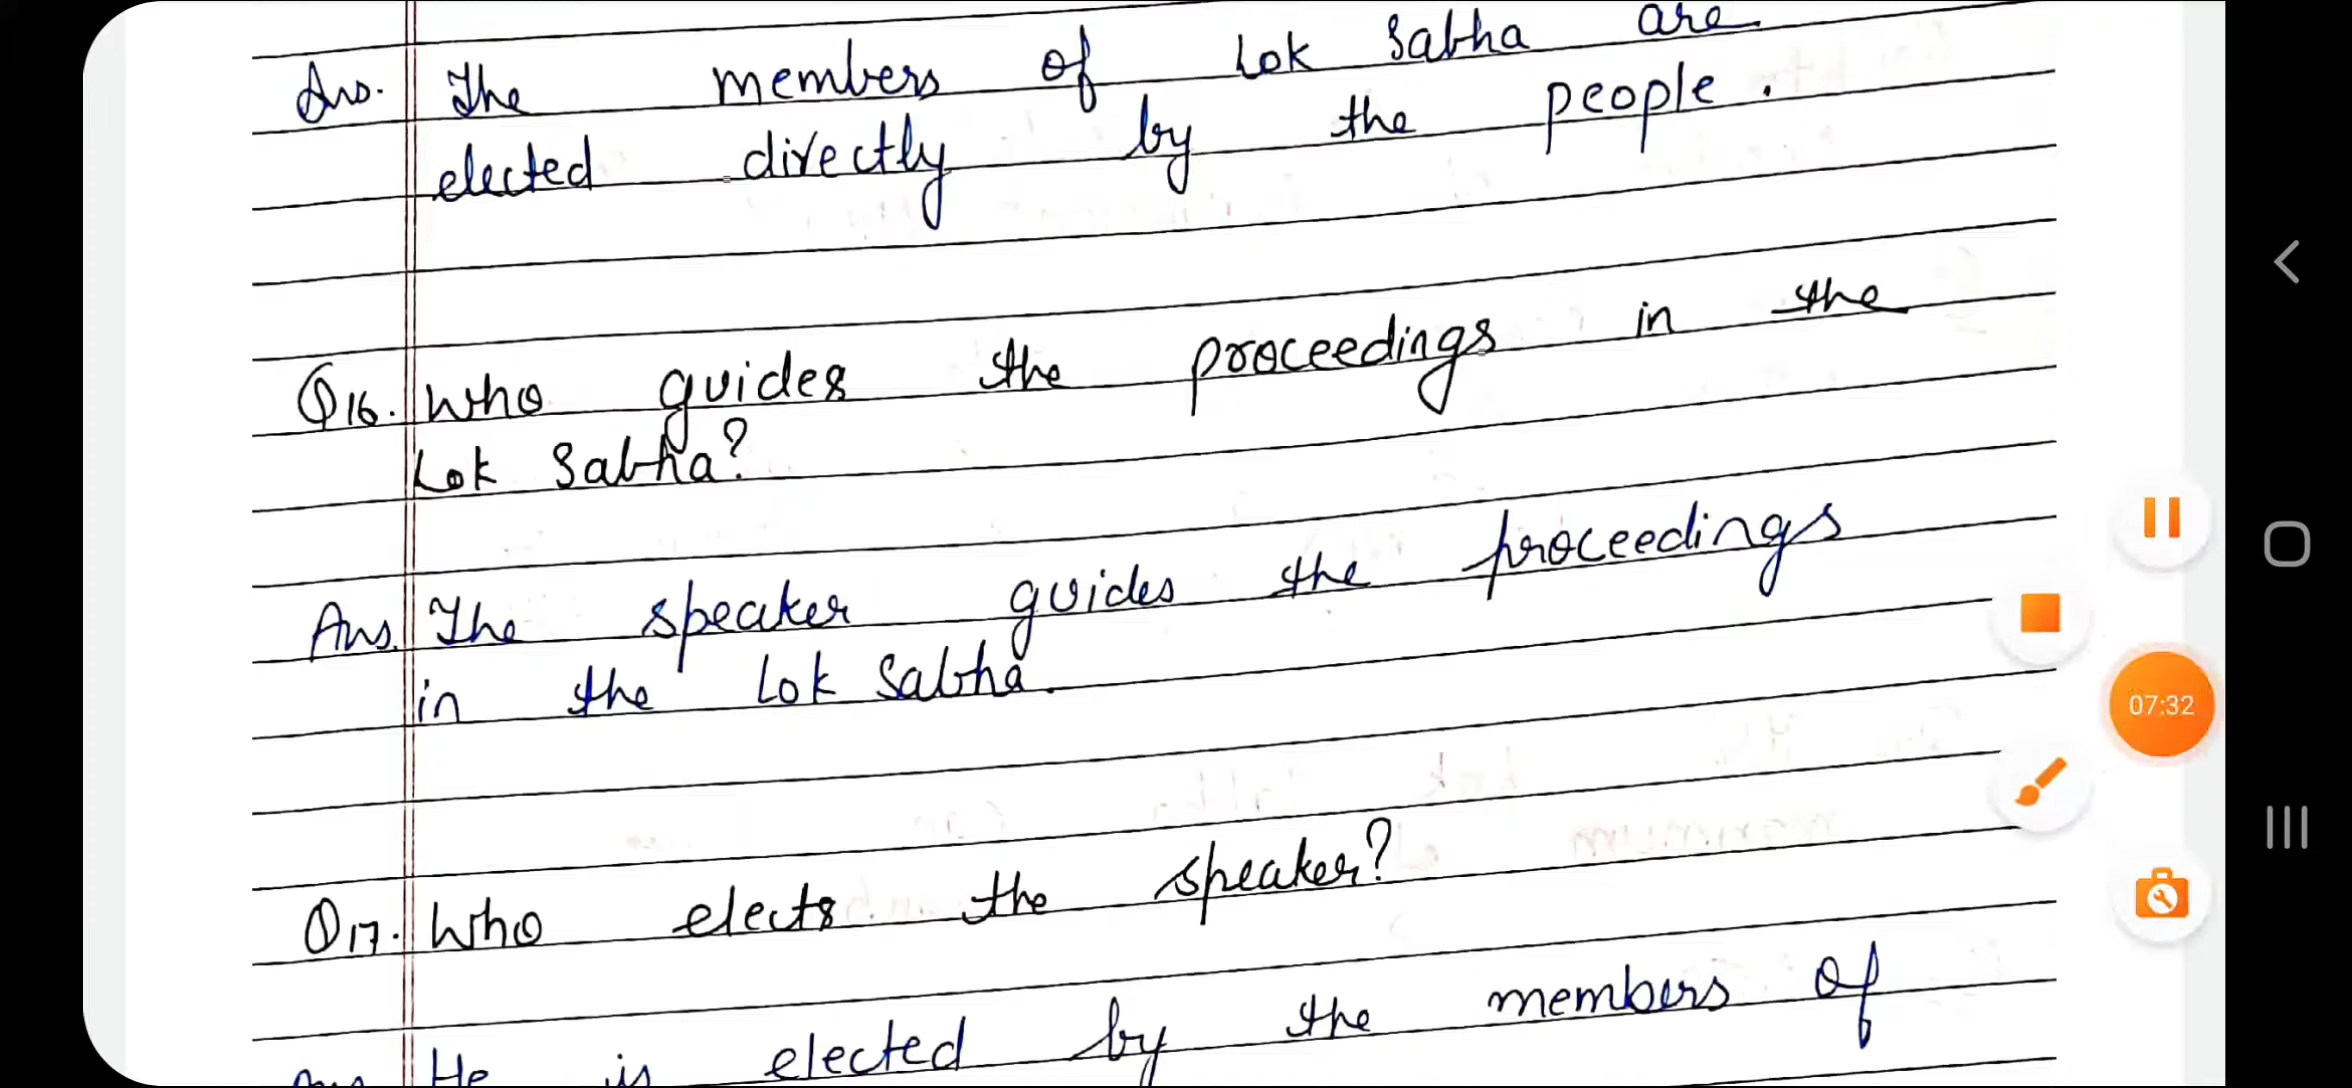 Ans. The members of Lok Sabha are
elected directly by the people.
Q16. Who guides the proceedings in the
Lok Sabha?
Ans. The speaker guides the proceedings
in the Lok Sabha.
07:32
Q17. Who elects the speaker?
Ans He is elected by the members of